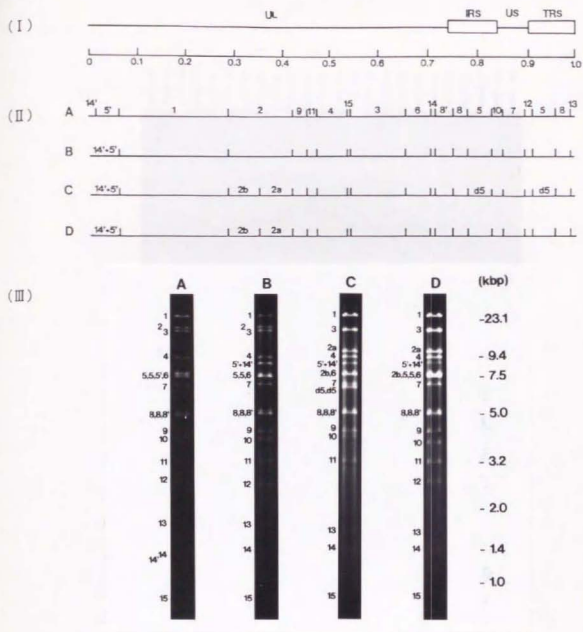 (I) UL IRS US TRS
0 0.1 0.2 0.3 0.4 0.5 0.6 0.7 0.8 0.9 1.0
(II) A 14' 5' 1 2 9 11 4 15 3 6 14 8' 8 5 10 7 12 5 8 13
B 14'+5'
C 14'+5' 2b 2a d5 d5
D 14'+5' 2b 2a
(III) A B C D (kbp)
1 1 1 1 -23.1
2 3 2 3 3 3
2a 2a
4 4 4 4 -9.4
5'+14' 5'+14' 5'+14'
5,5,5',6 5,5,6 2b,6 2b,5,5,6 -7.5
7 7 7 7
d5,d5
8,8,8' 8,8,8' 8,8,8' 8,8,8' -5.0
9 9 9 9
10 10 10 10
11 11 11 11 -3.2
12 12 12
-2.0
13 13 13 13
14' 14 14 14 14 -1.4
-1.0
15 15 15 15